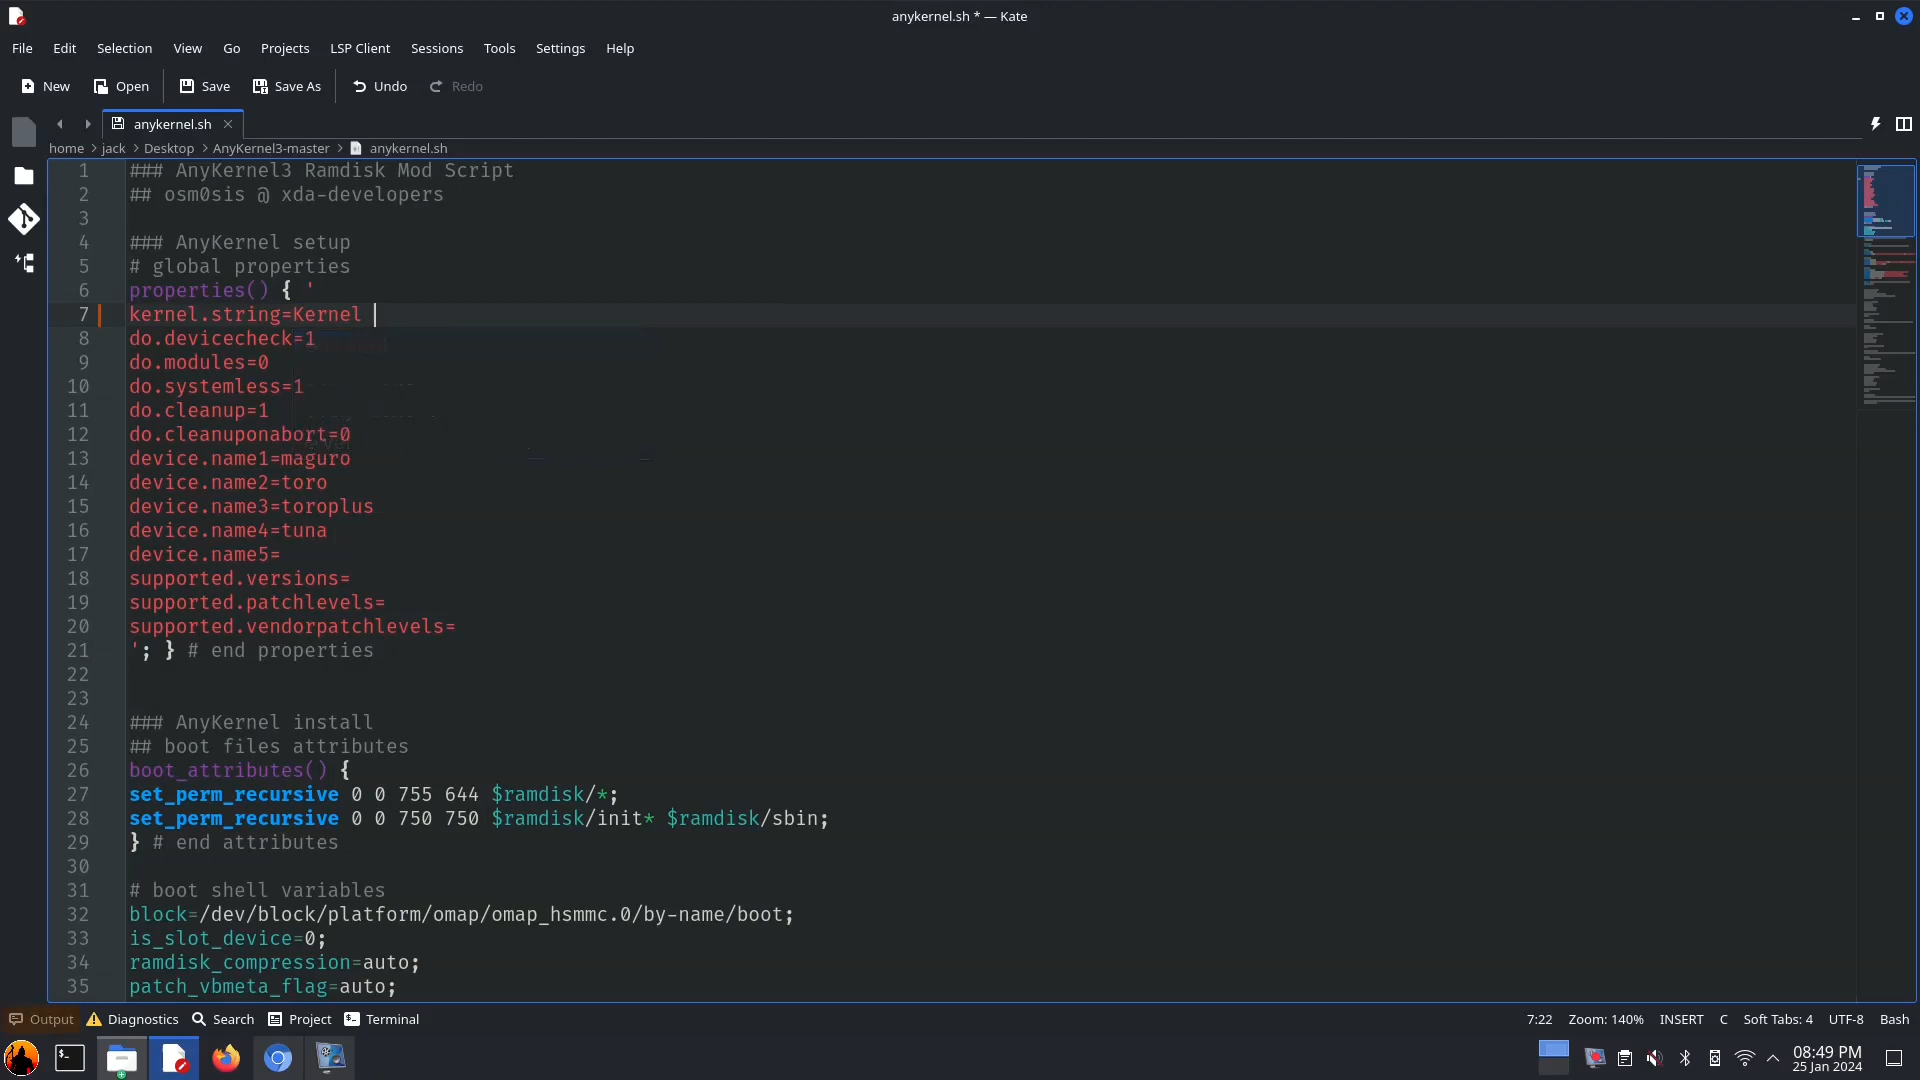 anykernel.sh * — Kate
File Edit Selection View Go Projects LSP Client Sessions Tools Settings Help
New Open Save Save As Undo Redo
anykernel.sh
home > jack > Desktop > AnyKernel3-master > anykernel.sh
1 ### AnyKernel3 Ramdisk Mod Script
2 ## osm0sis @ xda-developers
3
4 ### AnyKernel setup
5 # global properties
6 properties() { '
7 kernel.string=Kernel
8 do.devicecheck=1
9 do.modules=0
10 do.systemless=1
11 do.cleanup=1
12 do.cleanuponabort=0
13 device.name1=maguro
14 device.name2=toro
15 device.name3=toroplus
16 device.name4=tuna
17 device.name5=
18 supported.versions=
19 supported.patchlevels=
20 supported.vendorpatchlevels=
21 '; } # end properties
22
23
24 ### AnyKernel install
25 ## boot files attributes
26 boot_attributes() {
27 set_perm_recursive 0 0 755 644 $ramdisk/*;
28 set_perm_recursive 0 0 750 750 $ramdisk/init* $ramdisk/sbin;
29 } # end attributes
30
31 # boot shell variables
32 block=/dev/block/platform/omap/omap_hsmmc.0/by-name/boot;
33 is_slot_device=0;
34 ramdisk_compression=auto;
35 patch_vbmeta_flag=auto;
Output Diagnostics Search Project Terminal 7:22 Zoom: 140% INSERT C Soft Tabs: 4 UTF-8 Bash
08:49 PM
25 Jan 2024